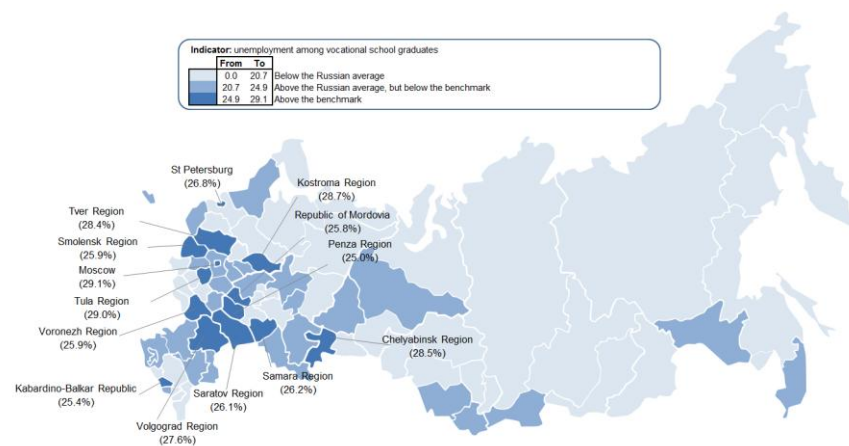 Indicator: unemployment among vocational school graduates
From To
0.0 20.7 Below the Russian average
20.7 24.9 Above the Russian average, but below the benchmark
24.9 29.1 Above the benchmark
St Petersburg
(26.8%)
Kostroma Region
(28.7%)
Tver Region
(28.4%)
Republic of Mordovia
(25.8%)
Smolensk Region
(25.9%)
Penza Region
(25.0%)
Moscow
(29.1%)
Tula Region
(29.0%)
Voronezh Region
(25.9%)
Chelyabinsk Region
(28.5%)
Kabardino-Balkar Republic
(25.4%)
Samara Region
(26.2%)
Saratov Region
(26.1%)
Volgograd Region
(27.6%)